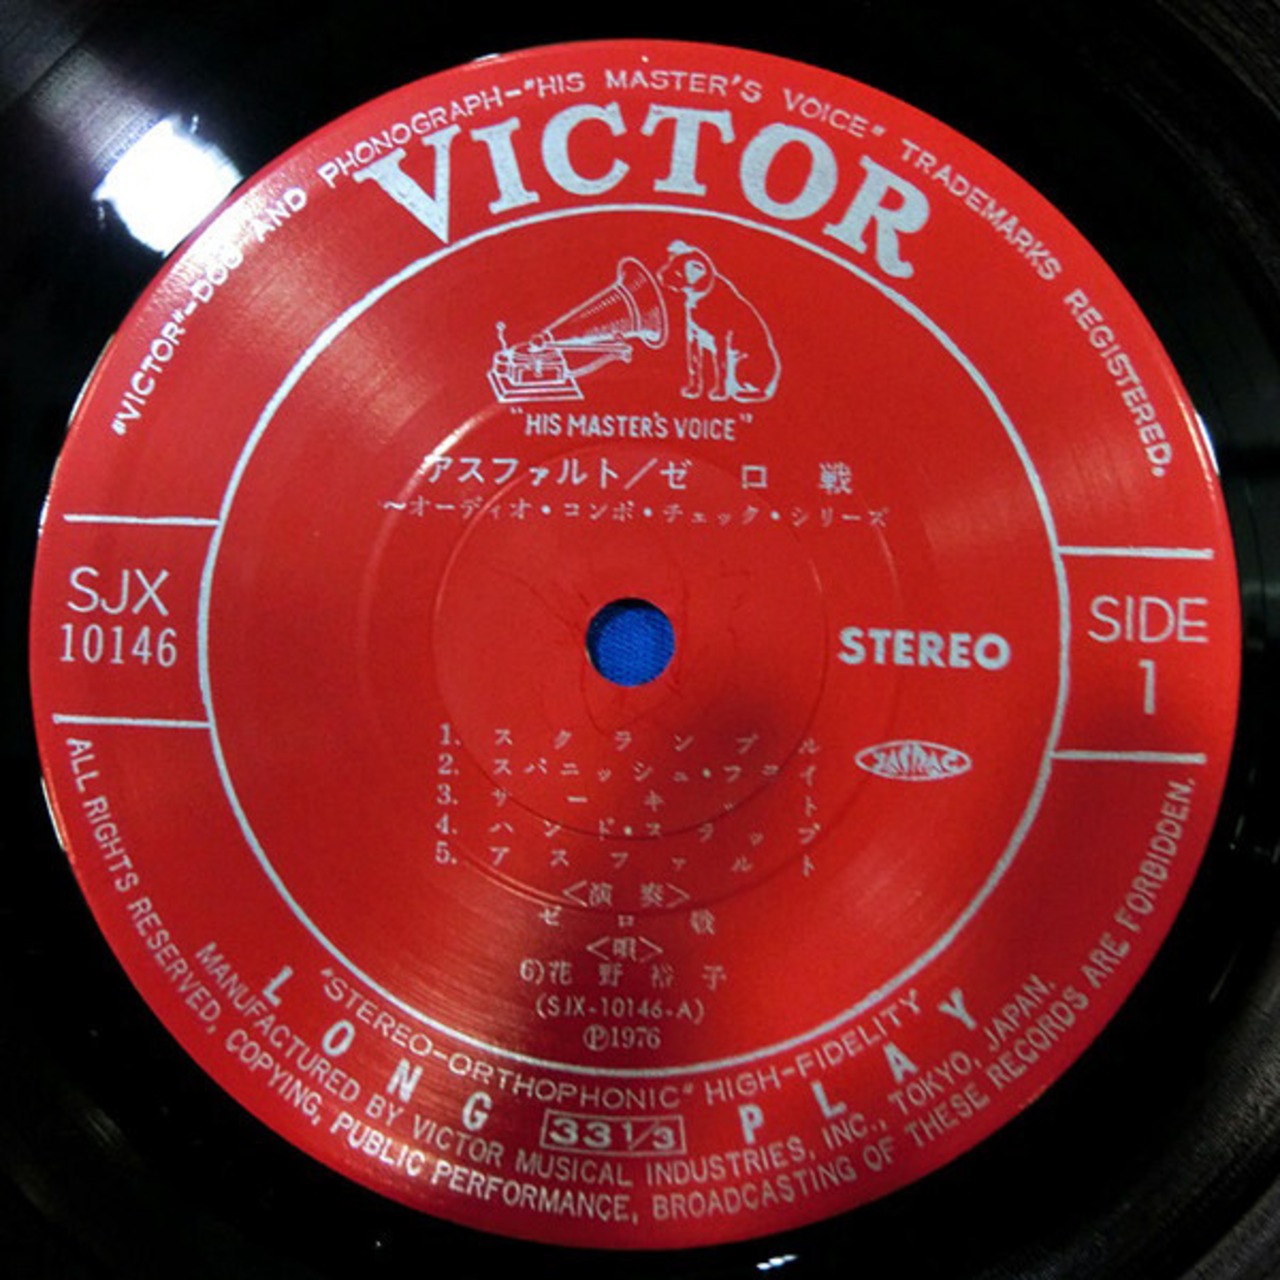 "VICTOR"-DOG AND PHONOGRAPH-"HIS MASTER'S VOICE" TRADEMARKS REGISTERED.
VICTOR
"HIS MASTER'S VOICE"
アスファルト/ゼロ戦
〜オーディオ・コンポ・チェック・シリーズ
SJX
10146
STEREO
SIDE
1
JASRAC
1. スクランブル
2. スパニッシュ・フライト
3. サーキット
4. ハンド・スラップ
5. アスファルト
<演奏>
ゼロ戦
<唄>
6)花野裕子
(SJX-10146-A)
Ⓟ1976
"STEREO-ORTHOPHONIC" HIGH-FIDELITY
LONG 33 1/3 PLAY
MANUFACTURED BY VICTOR MUSICAL INDUSTRIES, INC., TOKYO, JAPAN.
ALL RIGHTS RESERVED, COPYING, PUBLIC PERFORMANCE, BROADCASTING OF THESE RECORDS ARE FORBIDDEN.